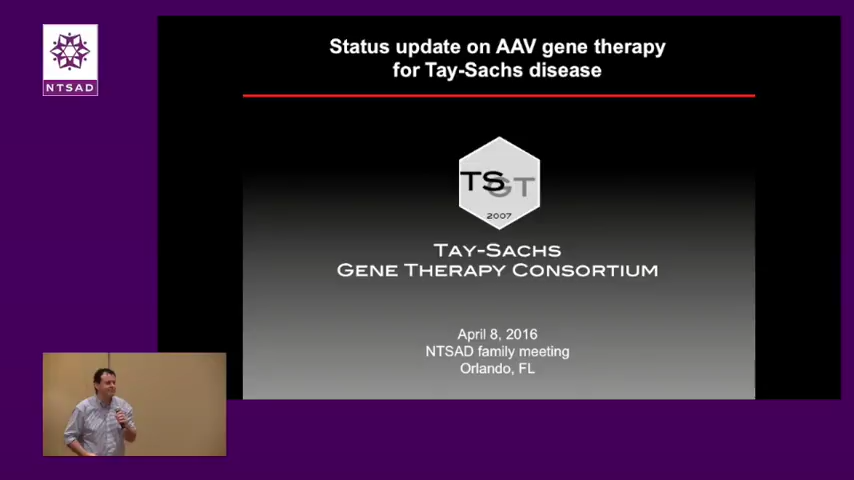 NTSAD
Status update on AAV gene therapy
for Tay-Sachs disease
TSGT
2007
TAY-SACHS
GENE THERAPY CONSORTIUM
April 8, 2016
NTSAD family meeting
Orlando, FL